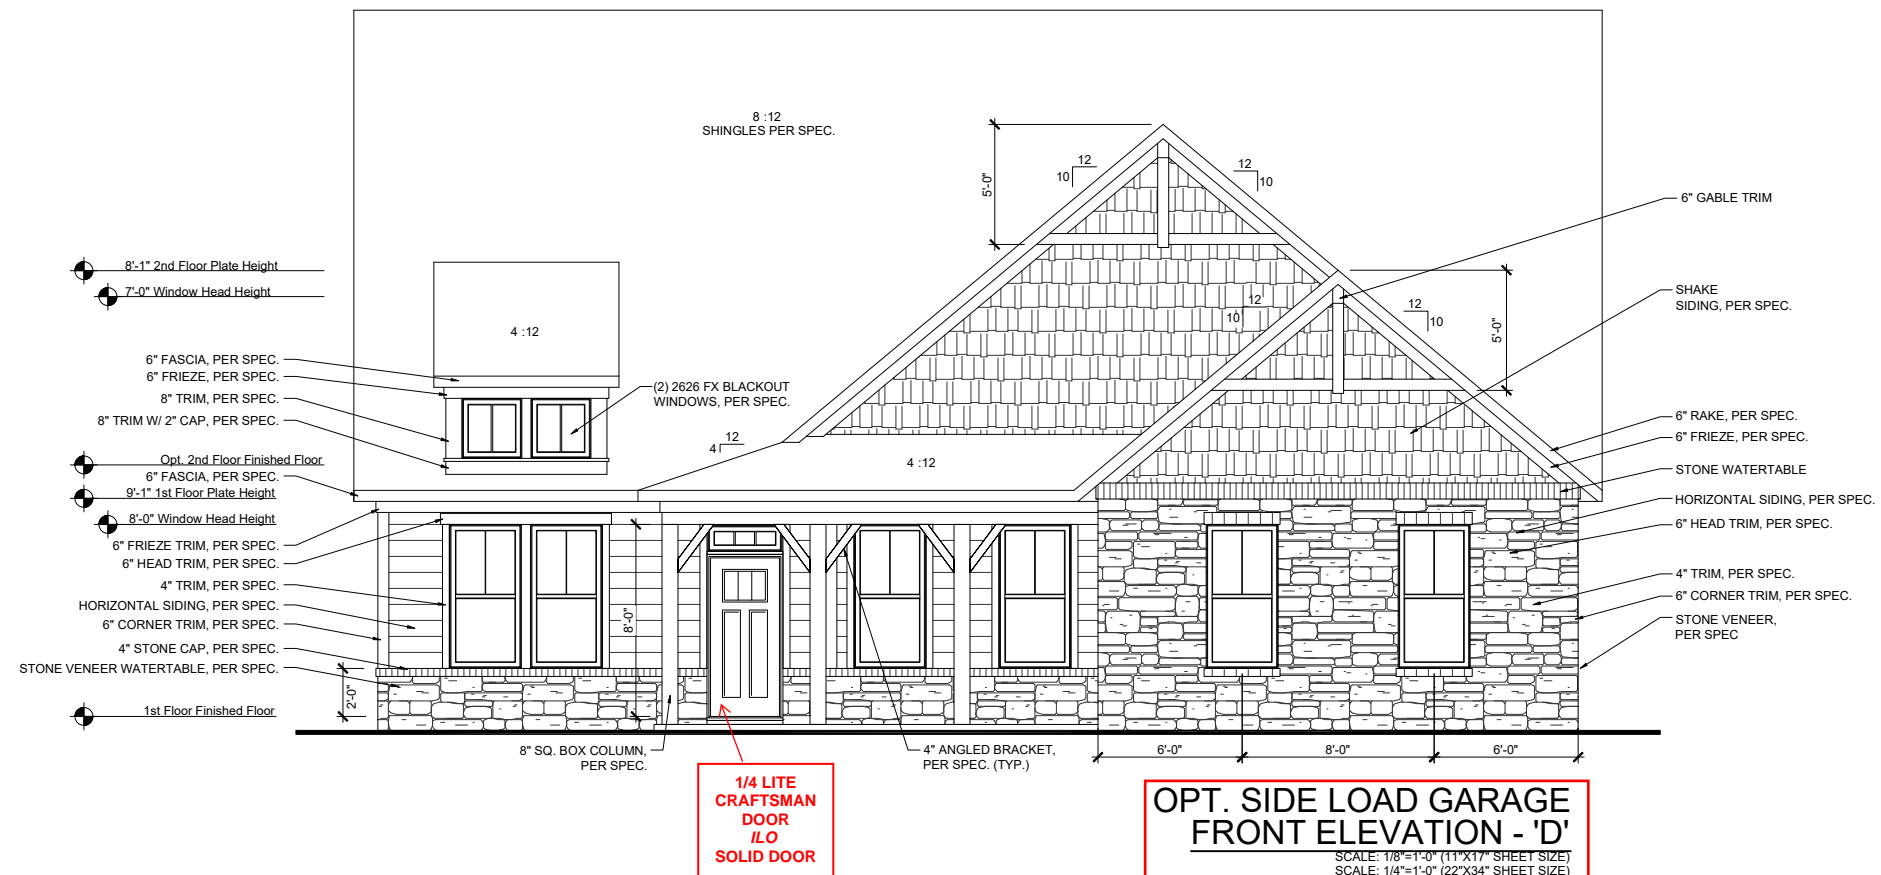 8 :12
SHINGLES PER SPEC.
12
10
12
10
5'-0"
6" GABLE TRIM
8'-1" 2nd Floor Plate Height
7'-0" Window Head Height
4 :12
SHAKE
SIDING, PER SPEC.
12
10
12
10
5'-0"
6" FASCIA, PER SPEC.
6" FRIEZE, PER SPEC.
8" TRIM, PER SPEC.
8" TRIM W/ 2" CAP, PER SPEC.
(2) 2626 FX BLACKOUT
WINDOWS, PER SPEC.
12
4
4 :12
6" RAKE, PER SPEC.
6" FRIEZE, PER SPEC.
STONE WATERTABLE
Opt. 2nd Floor Finished Floor
6" FASCIA, PER SPEC.
9'-1" 1st Floor Plate Height
8'-0" Window Head Height
6" FRIEZE TRIM, PER SPEC.
6" HEAD TRIM, PER SPEC.
4" TRIM, PER SPEC.
HORIZONTAL SIDING, PER SPEC.
6" CORNER TRIM, PER SPEC.
4" STONE CAP, PER SPEC.
STONE VENEER WATERTABLE, PER SPEC.
1st Floor Finished Floor
2'-0"
8'-0"
HORIZONTAL SIDING, PER SPEC.
6" HEAD TRIM, PER SPEC.
4" TRIM, PER SPEC.
6" CORNER TRIM, PER SPEC.
STONE VENEER,
PER SPEC
8" SQ. BOX COLUMN,
PER SPEC.
4" ANGLED BRACKET,
PER SPEC. (TYP.)
6'-0"
8'-0"
6'-0"
1/4 LITE
CRAFTSMAN
DOOR
ILO
SOLID DOOR
OPT. SIDE LOAD GARAGE
FRONT ELEVATION - 'D'
SCALE: 1/8"=1'-0" (11"X17" SHEET SIZE)
SCALE: 1/4"=1'-0" (22"X34" SHEET SIZE)